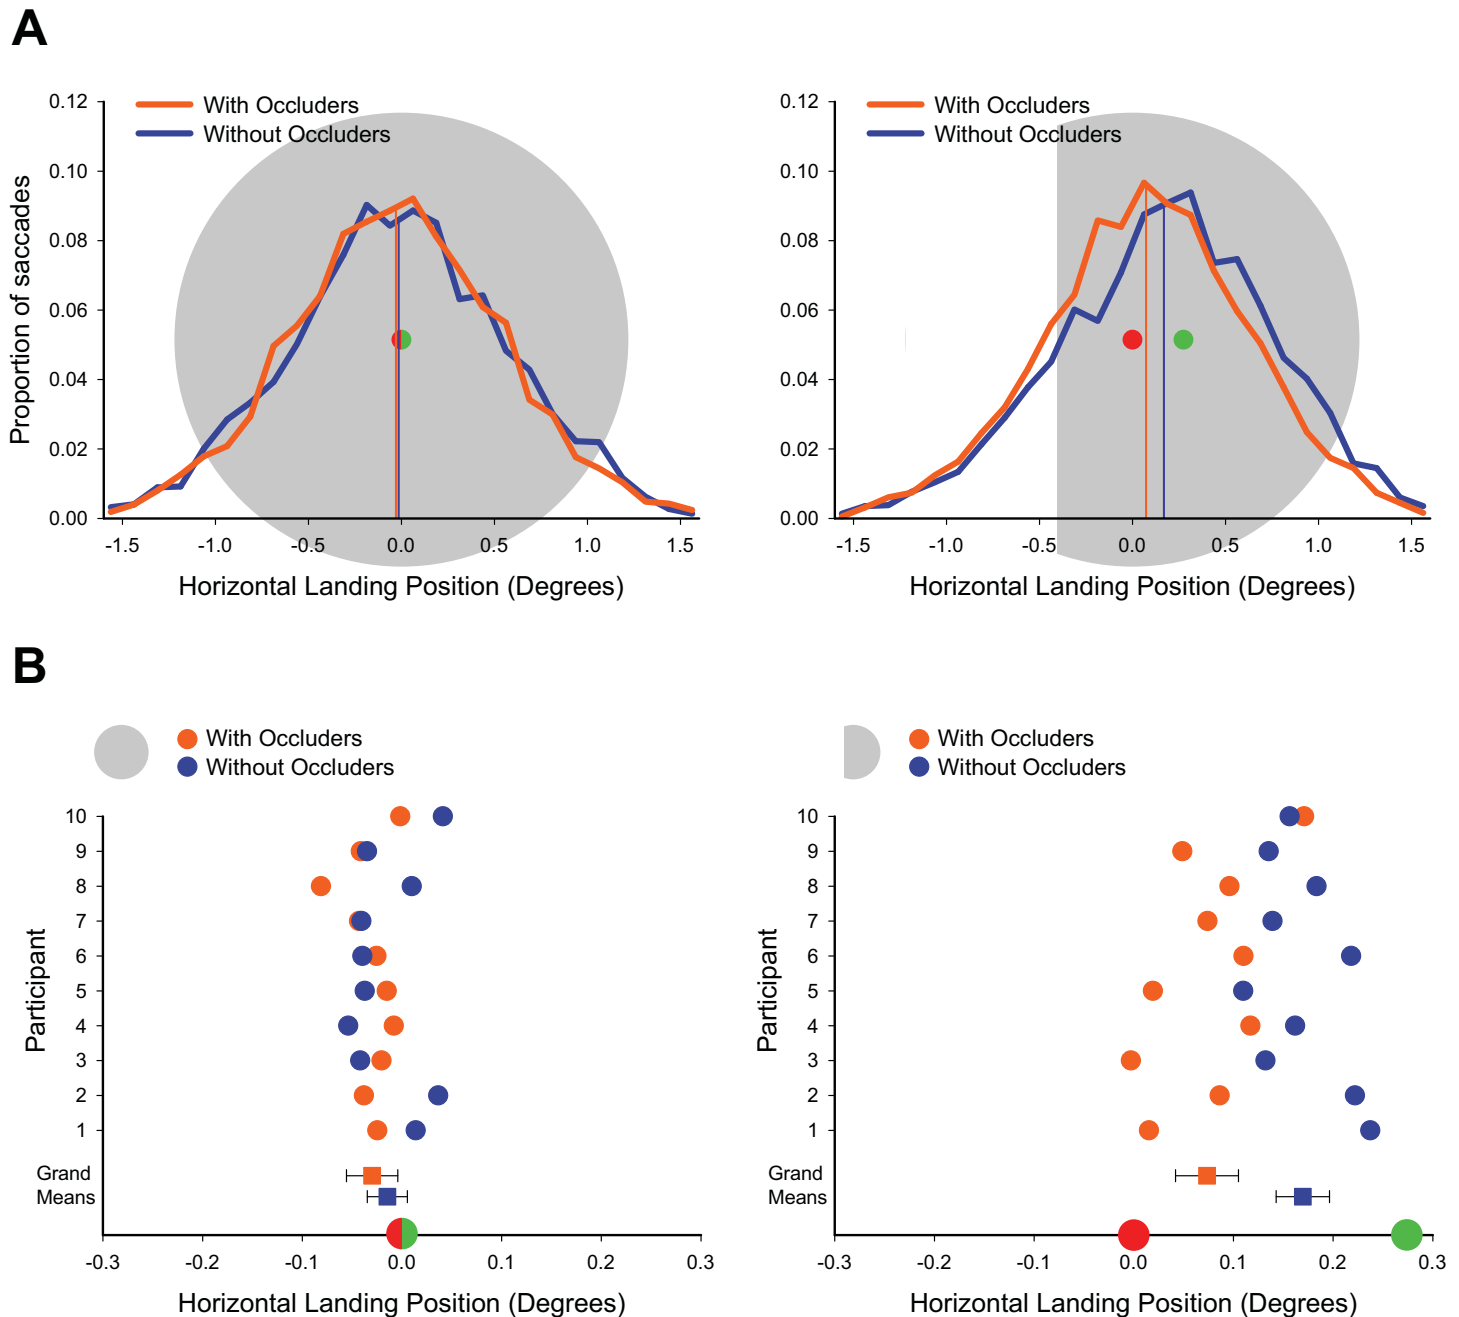 A
With Occluders
Without Occluders
0.12
0.10
0.08
0.06
0.04
0.02
0.00
Proportion of saccades
-1.5 -1.0 -0.5 0.0 0.5 1.0 1.5
Horizontal Landing Position (Degrees)
With Occluders
Without Occluders
0.12
0.10
0.08
0.06
0.04
0.02
0.00
-1.5 -1.0 -0.5 0.0 0.5 1.0 1.5
Horizontal Landing Position (Degrees)
B
With Occluders
Without Occluders
10
9
8
7
6
5
4
3
2
1
Participant
Grand
Means
-0.3 -0.2 -0.1 0.0 0.1 0.2 0.3
Horizontal Landing Position (Degrees)
With Occluders
Without Occluders
10
9
8
7
6
5
4
3
2
1
Participant
Grand
Means
-0.3 -0.2 -0.1 0.0 0.1 0.2 0.3
Horizontal Landing Position (Degrees)